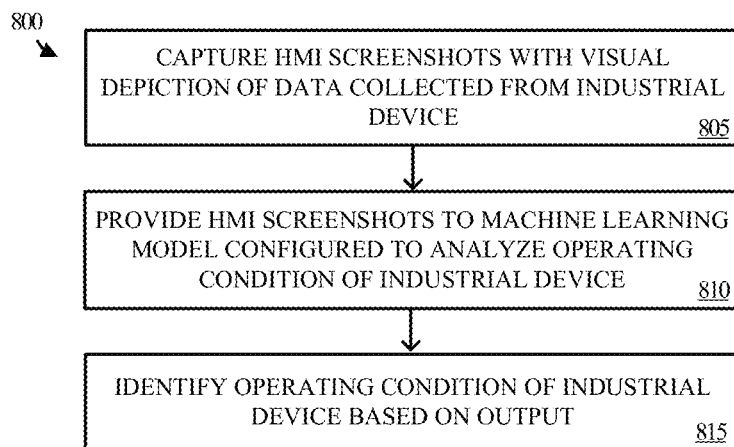 800
CAPTURE HMI SCREENSHOTS WITH VISUAL
DEPICTION OF DATA COLLECTED FROM INDUSTRIAL
DEVICE
805
PROVIDE HMI SCREENSHOTS TO MACHINE LEARNING
MODEL CONFIGURED TO ANALYZE OPERATING
CONDITION OF INDUSTRIAL DEVICE
810
IDENTIFY OPERATING CONDITION OF INDUSTRIAL
DEVICE BASED ON OUTPUT
815